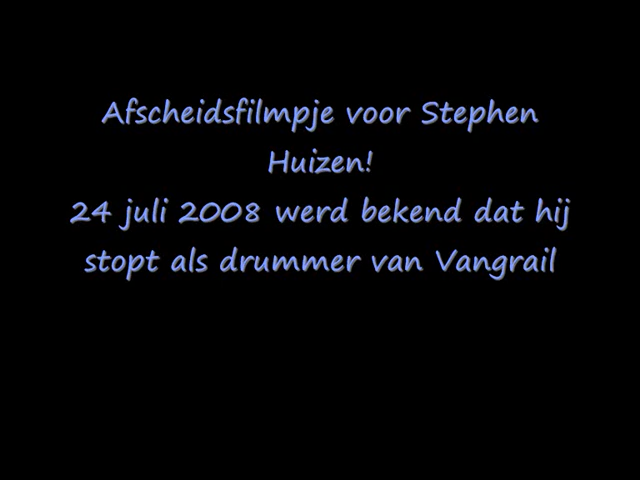 Afscheidsfilmpje voor Stephen
Huizen!
24 juli 2008 werd bekend dat hij
stopt als drummer van Vangrail